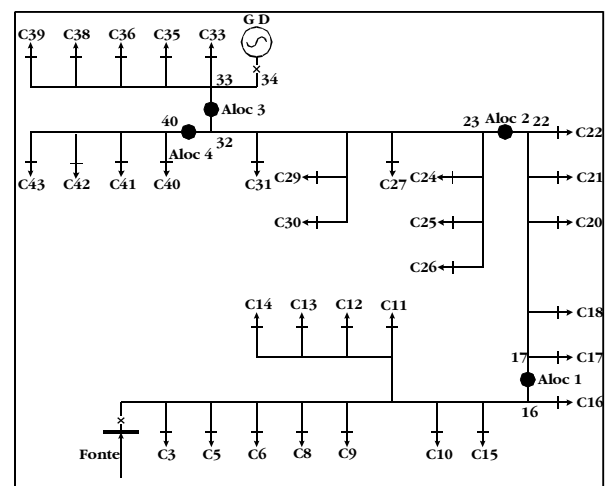 G D
C39 C38 C36 C35 C33
33 34
Aloc 3
40 23 Aloc 2 22
32 C22
Aloc 4
C43 C42 C41 C40 C31 C29 C27 C24 C21
C30 C25 C20
C26
C14 C13 C12 C11
C18
17 C17
Aloc 1
C16
16
Fonte C3 C5 C6 C8 C9 C10 C15